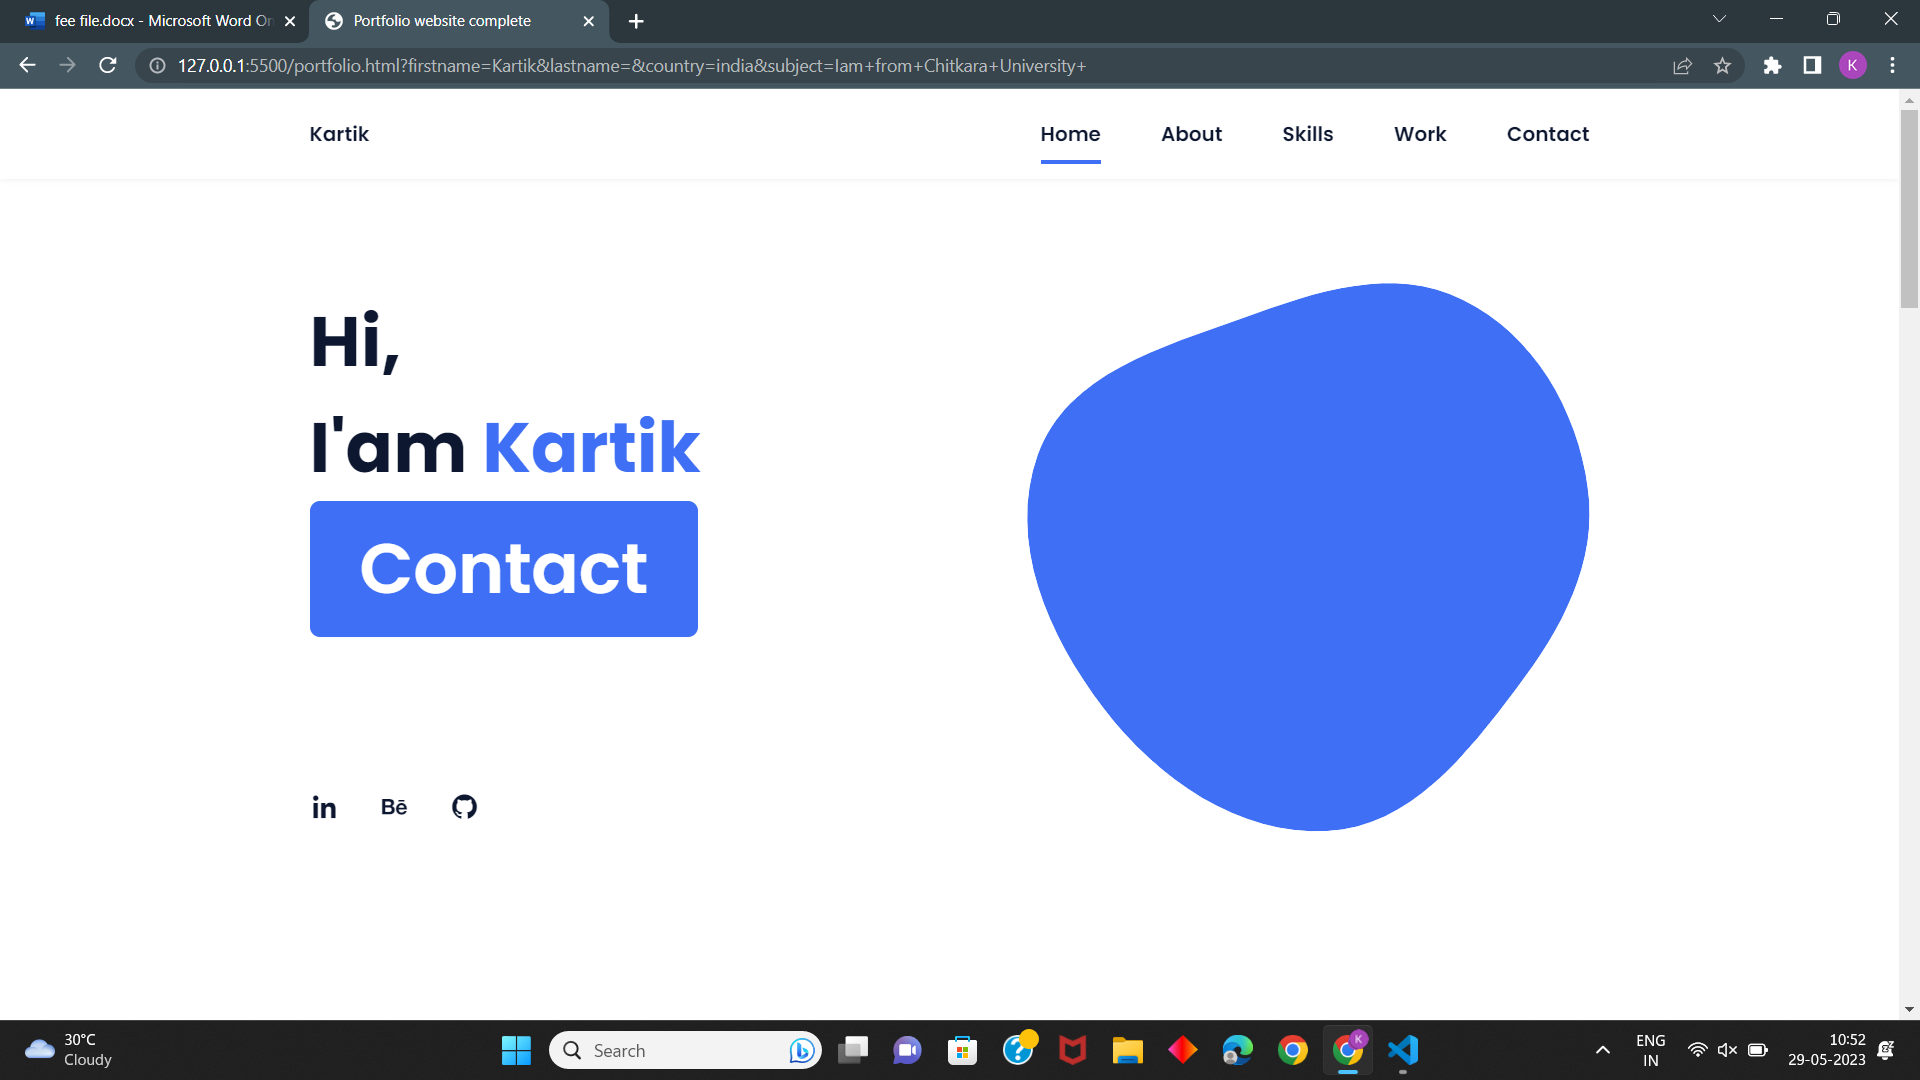 fee file.docx - Microsoft Word On
Portfolio website complete
127.0.0.1:5500/portfolio.html?firstname=Kartik&lastname=&country=india&subject=Iam+from+Chitkara+University+
K
Kartik
Home About Skills Work Contact
Hi,
I'am Kartik
Contact
in Bē
30°C
Cloudy
Search
K
ENG
IN
10:52
29-05-2023